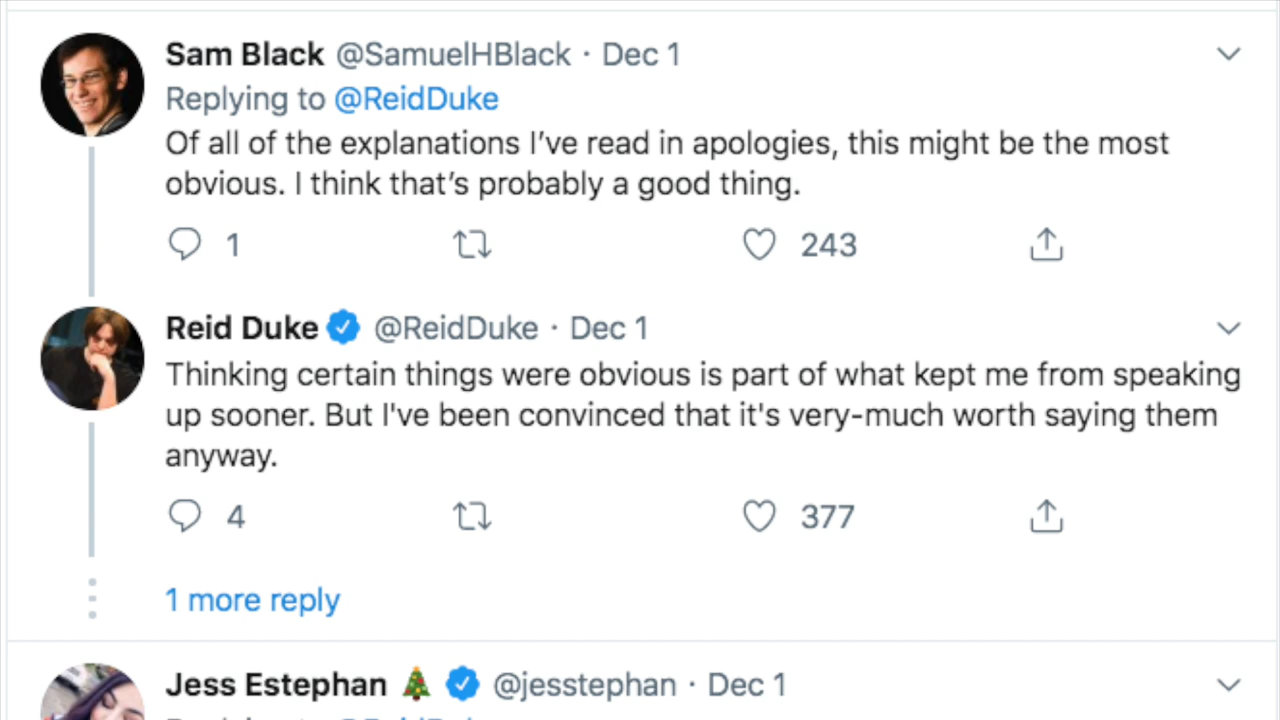 Sam Black @SamuelHBlack · Dec 1
Replying to @ReidDuke
Of all of the explanations I’ve read in apologies, this might be the most
obvious. I think that’s probably a good thing.
1 243
Reid Duke @ReidDuke · Dec 1
Thinking certain things were obvious is part of what kept me from speaking
up sooner. But I've been convinced that it's very-much worth saying them
anyway.
4 377
1 more reply
Jess Estephan 🎄 @jesstephan · Dec 1